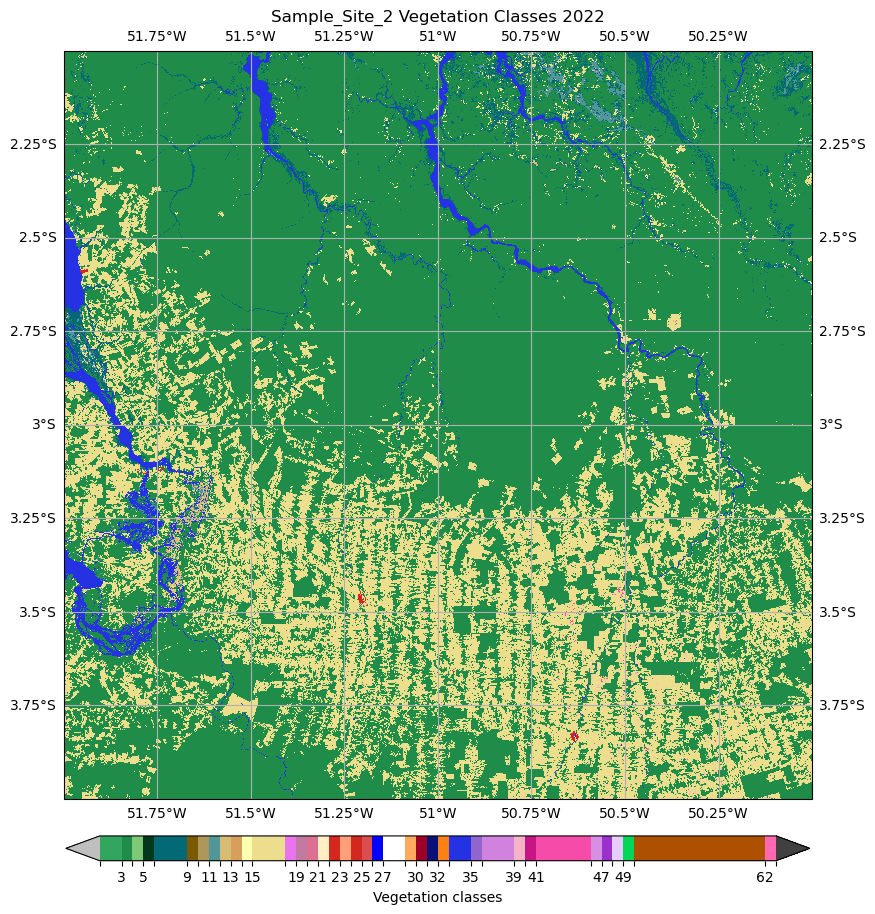 Sample_Site_2 Vegetation Classes 2022
51.75°W 51.5°W 51.25°W 51°W 50.75°W 50.5°W 50.25°W
2.25°S 2.25°S
2.5°S 2.5°S
2.75°S 2.75°S
3°S 3°S
3.25°S 3.25°S
3.5°S 3.5°S
3.75°S 3.75°S
51.75°W 51.5°W 51.25°W 51°W 50.75°W 50.5°W 50.25°W
3 5 9 11 13 15 19 21 23 25 27 30 32 35 39 41 47 49 62
Vegetation classes